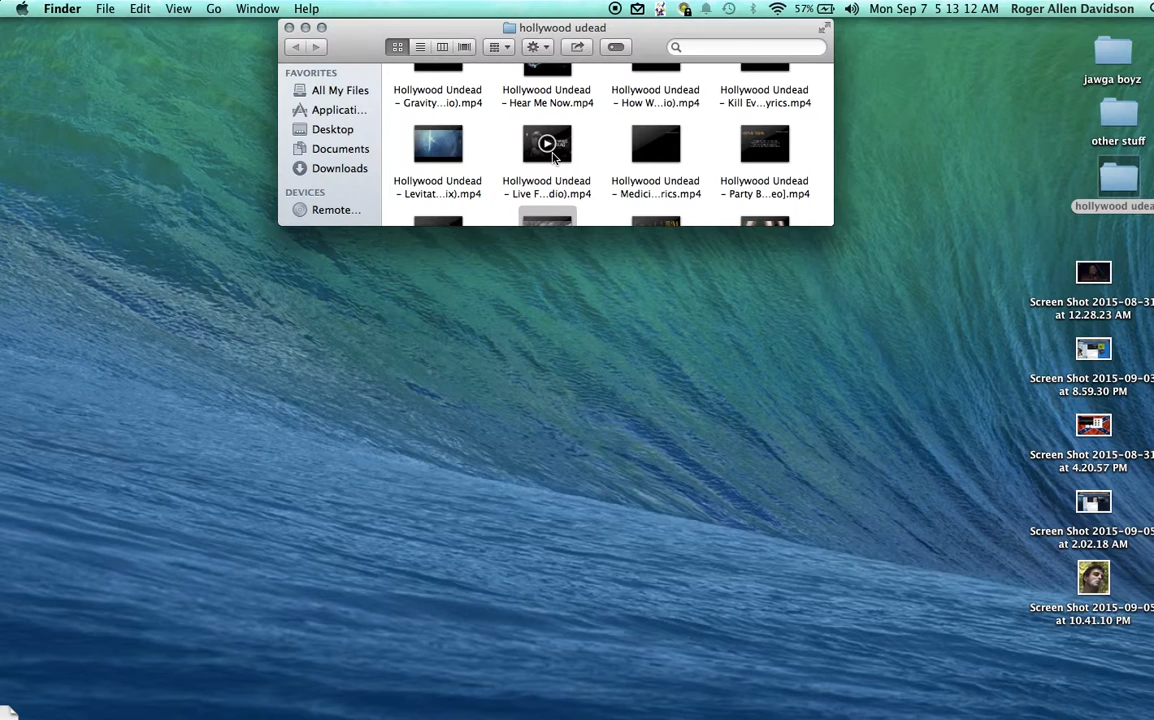 Finder File Edit View Go Window Help 57% Mon Sep 7 5 13 12 AM Roger Allen Davidson
hollywood udead
FAVORITES
All My Files
Applicati...
Desktop
Documents
Downloads
DEVICES
Remote...
Hollywood Undead
- Gravity...io).mp4
Hollywood Undead
- Hear Me Now.mp4
Hollywood Undead
- How W...io).mp4
Hollywood Undead
- Kill Ev...yrics.mp4
Hollywood Undead
- Levitat...ix).mp4
Hollywood Undead
- Live F...dio).mp4
Hollywood Undead
- Medici...rics.mp4
Hollywood Undead
- Party B...eo].mp4
jawga boyz
other stuff
hollywood udea
Screen Shot 2015-08-31
at 12.28.23 AM
Screen Shot 2015-09-03
at 8.59.30 PM
Screen Shot 2015-08-31
at 4.20.57 PM
Screen Shot 2015-09-05
at 2.02.18 AM
Screen Shot 2015-09-05
at 10.41.10 PM